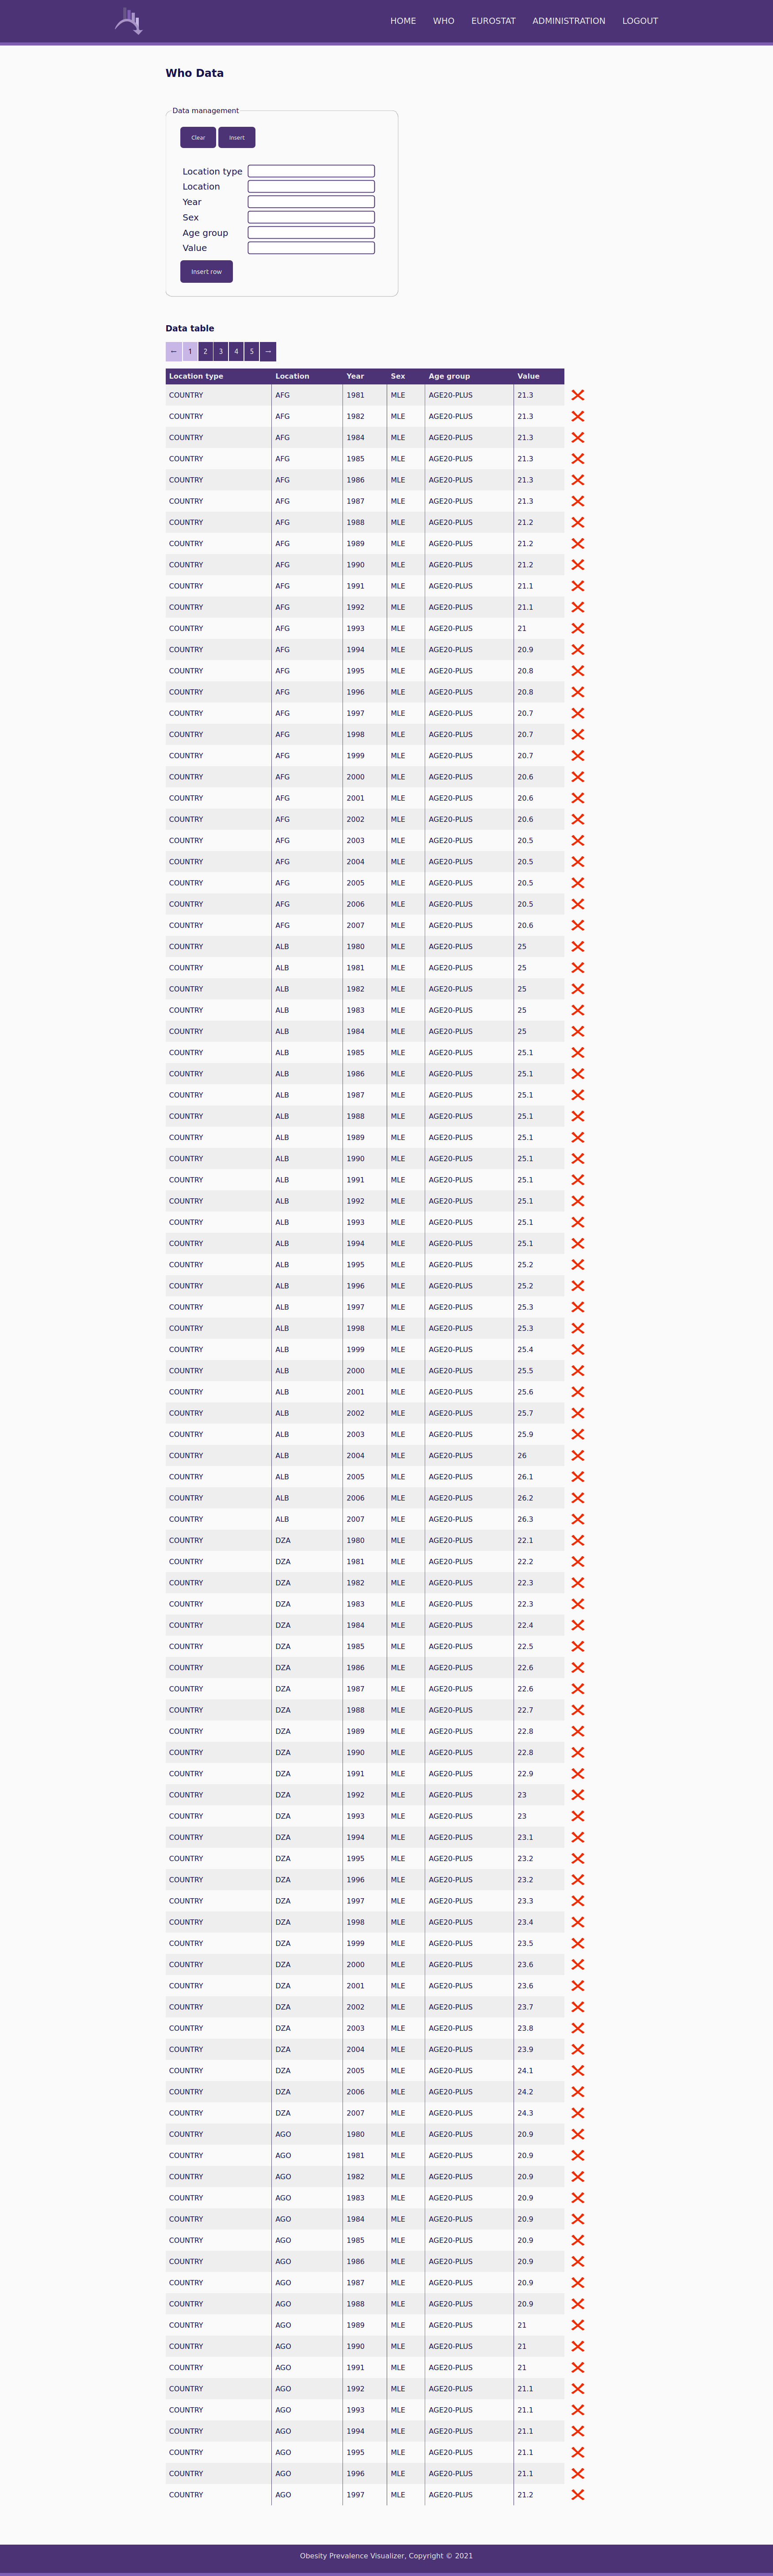 HOME WHO EUROSTAT ADMINISTRATION LOGOUT
Who Data
Data management
Clear Insert
Location type
Location
Year
Sex
Age group
Value
Insert row
Data table
← 1 2 3 4 5 →
Location type Location Year Sex Age group Value
COUNTRY AFG 1981 MLE AGE20-PLUS 21.3
COUNTRY AFG 1982 MLE AGE20-PLUS 21.3
COUNTRY AFG 1984 MLE AGE20-PLUS 21.3
COUNTRY AFG 1985 MLE AGE20-PLUS 21.3
COUNTRY AFG 1986 MLE AGE20-PLUS 21.3
COUNTRY AFG 1987 MLE AGE20-PLUS 21.3
COUNTRY AFG 1988 MLE AGE20-PLUS 21.2
COUNTRY AFG 1989 MLE AGE20-PLUS 21.2
COUNTRY AFG 1990 MLE AGE20-PLUS 21.2
COUNTRY AFG 1991 MLE AGE20-PLUS 21.1
COUNTRY AFG 1992 MLE AGE20-PLUS 21.1
COUNTRY AFG 1993 MLE AGE20-PLUS 21
COUNTRY AFG 1994 MLE AGE20-PLUS 20.9
COUNTRY AFG 1995 MLE AGE20-PLUS 20.8
COUNTRY AFG 1996 MLE AGE20-PLUS 20.8
COUNTRY AFG 1997 MLE AGE20-PLUS 20.7
COUNTRY AFG 1998 MLE AGE20-PLUS 20.7
COUNTRY AFG 1999 MLE AGE20-PLUS 20.7
COUNTRY AFG 2000 MLE AGE20-PLUS 20.6
COUNTRY AFG 2001 MLE AGE20-PLUS 20.6
COUNTRY AFG 2002 MLE AGE20-PLUS 20.6
COUNTRY AFG 2003 MLE AGE20-PLUS 20.5
COUNTRY AFG 2004 MLE AGE20-PLUS 20.5
COUNTRY AFG 2005 MLE AGE20-PLUS 20.5
COUNTRY AFG 2006 MLE AGE20-PLUS 20.5
COUNTRY AFG 2007 MLE AGE20-PLUS 20.6
COUNTRY ALB 1980 MLE AGE20-PLUS 25
COUNTRY ALB 1981 MLE AGE20-PLUS 25
COUNTRY ALB 1982 MLE AGE20-PLUS 25
COUNTRY ALB 1983 MLE AGE20-PLUS 25
COUNTRY ALB 1984 MLE AGE20-PLUS 25
COUNTRY ALB 1985 MLE AGE20-PLUS 25.1
COUNTRY ALB 1986 MLE AGE20-PLUS 25.1
COUNTRY ALB 1987 MLE AGE20-PLUS 25.1
COUNTRY ALB 1988 MLE AGE20-PLUS 25.1
COUNTRY ALB 1989 MLE AGE20-PLUS 25.1
COUNTRY ALB 1990 MLE AGE20-PLUS 25.1
COUNTRY ALB 1991 MLE AGE20-PLUS 25.1
COUNTRY ALB 1992 MLE AGE20-PLUS 25.1
COUNTRY ALB 1993 MLE AGE20-PLUS 25.1
COUNTRY ALB 1994 MLE AGE20-PLUS 25.1
COUNTRY ALB 1995 MLE AGE20-PLUS 25.2
COUNTRY ALB 1996 MLE AGE20-PLUS 25.2
COUNTRY ALB 1997 MLE AGE20-PLUS 25.3
COUNTRY ALB 1998 MLE AGE20-PLUS 25.3
COUNTRY ALB 1999 MLE AGE20-PLUS 25.4
COUNTRY ALB 2000 MLE AGE20-PLUS 25.5
COUNTRY ALB 2001 MLE AGE20-PLUS 25.6
COUNTRY ALB 2002 MLE AGE20-PLUS 25.7
COUNTRY ALB 2003 MLE AGE20-PLUS 25.9
COUNTRY ALB 2004 MLE AGE20-PLUS 26
COUNTRY ALB 2005 MLE AGE20-PLUS 26.1
COUNTRY ALB 2006 MLE AGE20-PLUS 26.2
COUNTRY ALB 2007 MLE AGE20-PLUS 26.3
COUNTRY DZA 1980 MLE AGE20-PLUS 22.1
COUNTRY DZA 1981 MLE AGE20-PLUS 22.2
COUNTRY DZA 1982 MLE AGE20-PLUS 22.3
COUNTRY DZA 1983 MLE AGE20-PLUS 22.3
COUNTRY DZA 1984 MLE AGE20-PLUS 22.4
COUNTRY DZA 1985 MLE AGE20-PLUS 22.5
COUNTRY DZA 1986 MLE AGE20-PLUS 22.6
COUNTRY DZA 1987 MLE AGE20-PLUS 22.6
COUNTRY DZA 1988 MLE AGE20-PLUS 22.7
COUNTRY DZA 1989 MLE AGE20-PLUS 22.8
COUNTRY DZA 1990 MLE AGE20-PLUS 22.8
COUNTRY DZA 1991 MLE AGE20-PLUS 22.9
COUNTRY DZA 1992 MLE AGE20-PLUS 23
COUNTRY DZA 1993 MLE AGE20-PLUS 23
COUNTRY DZA 1994 MLE AGE20-PLUS 23.1
COUNTRY DZA 1995 MLE AGE20-PLUS 23.2
COUNTRY DZA 1996 MLE AGE20-PLUS 23.2
COUNTRY DZA 1997 MLE AGE20-PLUS 23.3
COUNTRY DZA 1998 MLE AGE20-PLUS 23.4
COUNTRY DZA 1999 MLE AGE20-PLUS 23.5
COUNTRY DZA 2000 MLE AGE20-PLUS 23.6
COUNTRY DZA 2001 MLE AGE20-PLUS 23.6
COUNTRY DZA 2002 MLE AGE20-PLUS 23.7
COUNTRY DZA 2003 MLE AGE20-PLUS 23.8
COUNTRY DZA 2004 MLE AGE20-PLUS 23.9
COUNTRY DZA 2005 MLE AGE20-PLUS 24.1
COUNTRY DZA 2006 MLE AGE20-PLUS 24.2
COUNTRY DZA 2007 MLE AGE20-PLUS 24.3
COUNTRY AGO 1980 MLE AGE20-PLUS 20.9
COUNTRY AGO 1981 MLE AGE20-PLUS 20.9
COUNTRY AGO 1982 MLE AGE20-PLUS 20.9
COUNTRY AGO 1983 MLE AGE20-PLUS 20.9
COUNTRY AGO 1984 MLE AGE20-PLUS 20.9
COUNTRY AGO 1985 MLE AGE20-PLUS 20.9
COUNTRY AGO 1986 MLE AGE20-PLUS 20.9
COUNTRY AGO 1987 MLE AGE20-PLUS 20.9
COUNTRY AGO 1988 MLE AGE20-PLUS 20.9
COUNTRY AGO 1989 MLE AGE20-PLUS 21
COUNTRY AGO 1990 MLE AGE20-PLUS 21
COUNTRY AGO 1991 MLE AGE20-PLUS 21
COUNTRY AGO 1992 MLE AGE20-PLUS 21.1
COUNTRY AGO 1993 MLE AGE20-PLUS 21.1
COUNTRY AGO 1994 MLE AGE20-PLUS 21.1
COUNTRY AGO 1995 MLE AGE20-PLUS 21.1
COUNTRY AGO 1996 MLE AGE20-PLUS 21.1
COUNTRY AGO 1997 MLE AGE20-PLUS 21.2
Obesity Prevalence Visualizer, Copyright © 2021